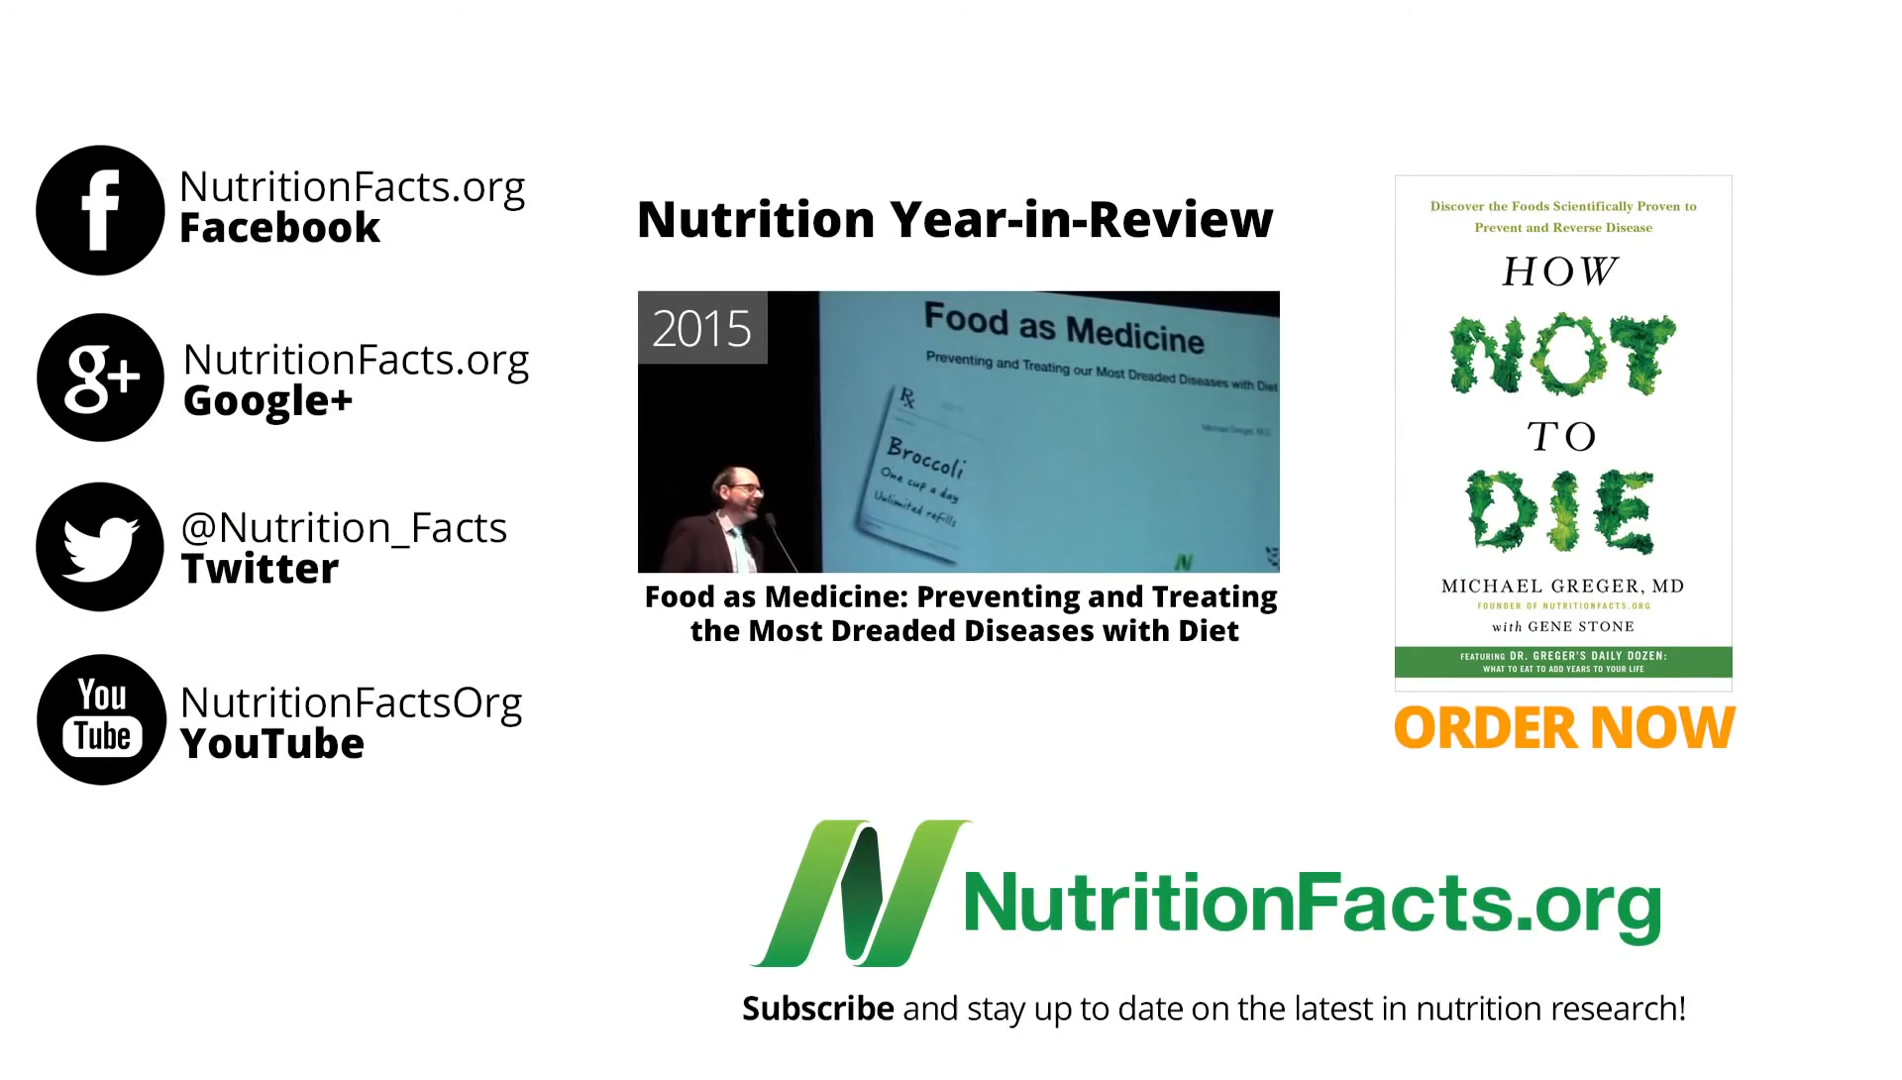 NutritionFacts.org
Facebook
NutritionFacts.org
Google+
@Nutrition_Facts
Twitter
You
Tube
NutritionFactsOrg
YouTube
Nutrition Year-in-Review
2015
Food as Medicine
Preventing and Treating our Most Dreaded Diseases with Diet
Rx
Broccoli
One cup a day
Unlimited refills
Food as Medicine: Preventing and Treating
the Most Dreaded Diseases with Diet
Discover the Foods Scientifically Proven to
Prevent and Reverse Disease
HOW
NOT
TO
DIE
MICHAEL GREGER, MD
FOUNDER OF NUTRITIONFACTS.ORG
with GENE STONE
FEATURING DR. GREGER'S DAILY DOZEN:
WHAT TO EAT TO ADD YEARS TO YOUR LIFE
ORDER NOW
NutritionFacts.org
Subscribe and stay up to date on the latest in nutrition research!